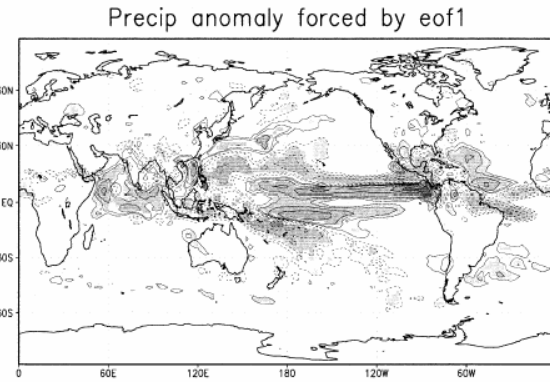 Precip anomaly forced by eof1
60N
30N
EQ
30S
60S
0 60E 120E 180 120W 60W